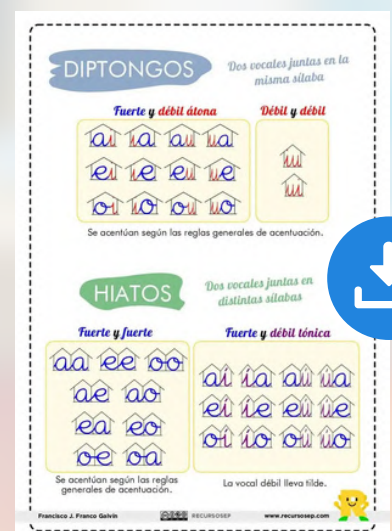 DIPTONGOS
Dos vocales juntas en la
misma sílaba
Fuerte y débil átona
ai ia au ua
ei ie eu ue
oi io ou uo
Débil y débil
iu
ui
Se acentúan según las reglas generales de acentuación.
HIATOS
Dos vocales juntas en
distintas sílabas
Fuerte y fuerte
aa ee oo
ae ao
ea eo
oe oa
Se acentúan según las reglas
generales de acentuación.
Fuerte y débil tónica
aí ía aú úa
eí íe eú úe
oí ío oú úo
La vocal débil lleva tilde.
Francisco J. Franco Galvín
RECURSOSEP
www.recursosep.com